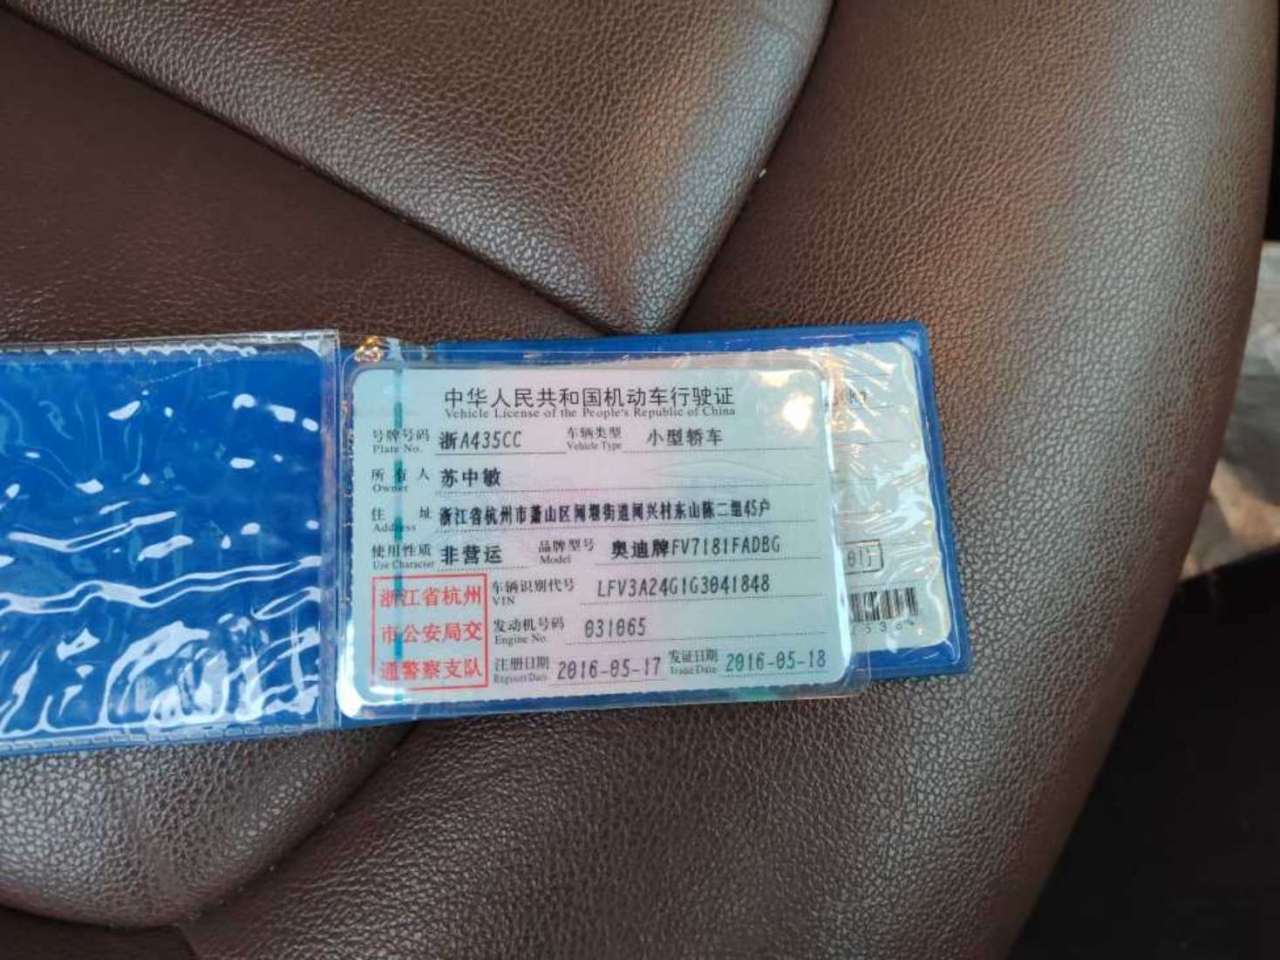 中华人民共和国机动车行驶证
Vehicle License of the People's Republic of China
号牌号码 浙A435CC 车辆类型 小型轿车
Plate No. Vehicle Type
所有人 苏中敏
Owner
住址 浙江省杭州市萧山区闻堰街道闻兴村东山陈二组45户
Address
使用性质 非营运 品牌型号 奥迪牌FV7181FADBG
Use Character Model
浙江省杭州
市公安局交
通警察支队
车辆识别代号 LFV3A24G1G3041848
VIN
发动机号码 031065
Engine No.
注册日期 2016-05-17 发证日期 2016-05-18
Register Date Issue Date